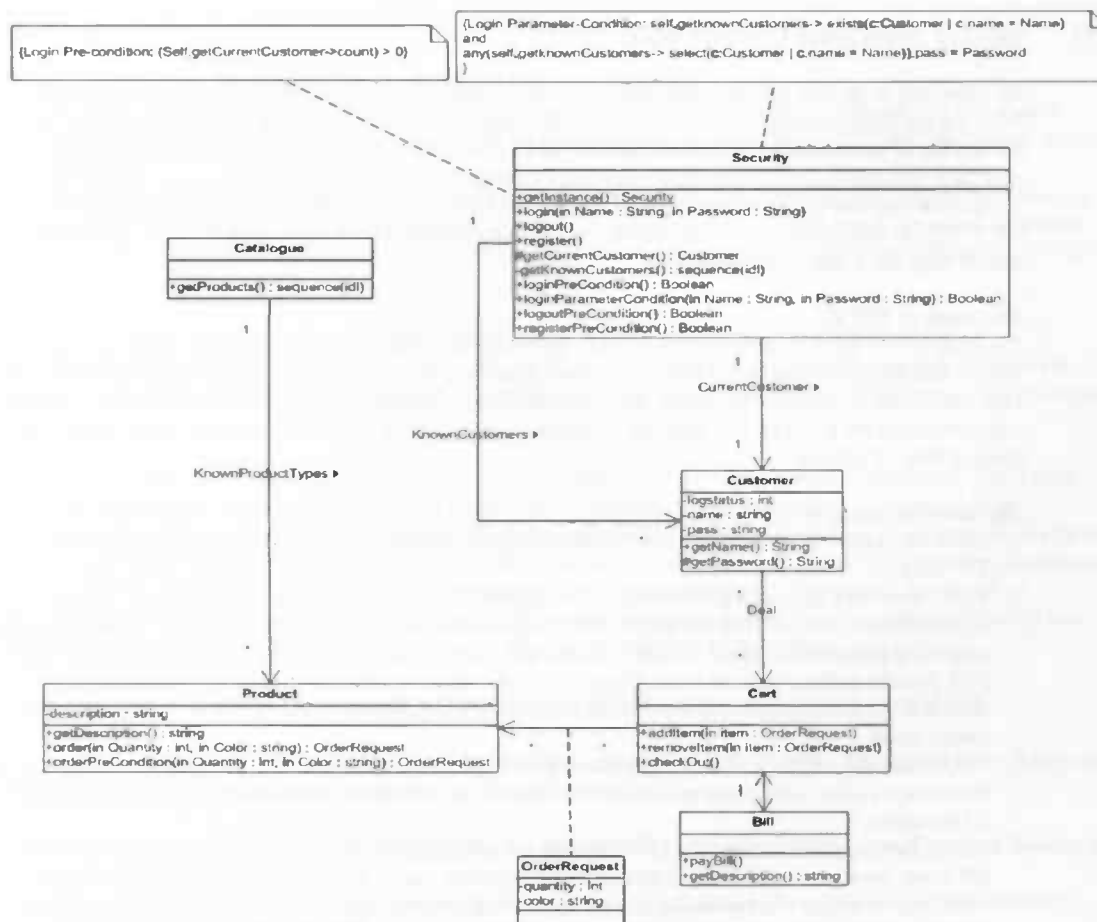 {Login Pre-condition: (Self.getCurrentCustomer->count) > 0}
{Login Parameter-Condition: self.getknownCustomers-> exists(c:Customer | c.name = Name)
and
any(self.getknownCustomers-> select(c:Customer | c.name = Name)).pass = Password
}
Security
+getInstance() : Security
+login(in Name : String, in Password : String)
+logout()
+register()
#getCurrentCustomer() : Customer
-getKnownCustomers() : sequence(idl)
+loginPreCondition() : Boolean
+loginParameterCondition(in Name : String, in Password : String) : Boolean
+logoutPreCondition() : Boolean
+registerPreCondition() : Boolean
1
Catalogue
+getProducts() : sequence(idl)
1
1
CurrentCustomer
KnownCustomers
1
KnownProductTypes
Customer
-logstatus : int
-name : string
-pass : string
+getName() : String
#getPassword() : String
Deal
Product
-description : string
+getDescription() : string
+order(in Quantity : int, in Color : string) : OrderRequest
+orderPreCondition(in Quantity : Int, in Color : string) : OrderRequest
Cart
+addItem(in item : OrderRequest)
+removeItem(in item : OrderRequest)
+checkOut()
1
Bill
+payBill()
+getDescription() : string
OrderRequest
-quantity : Int
-color : string